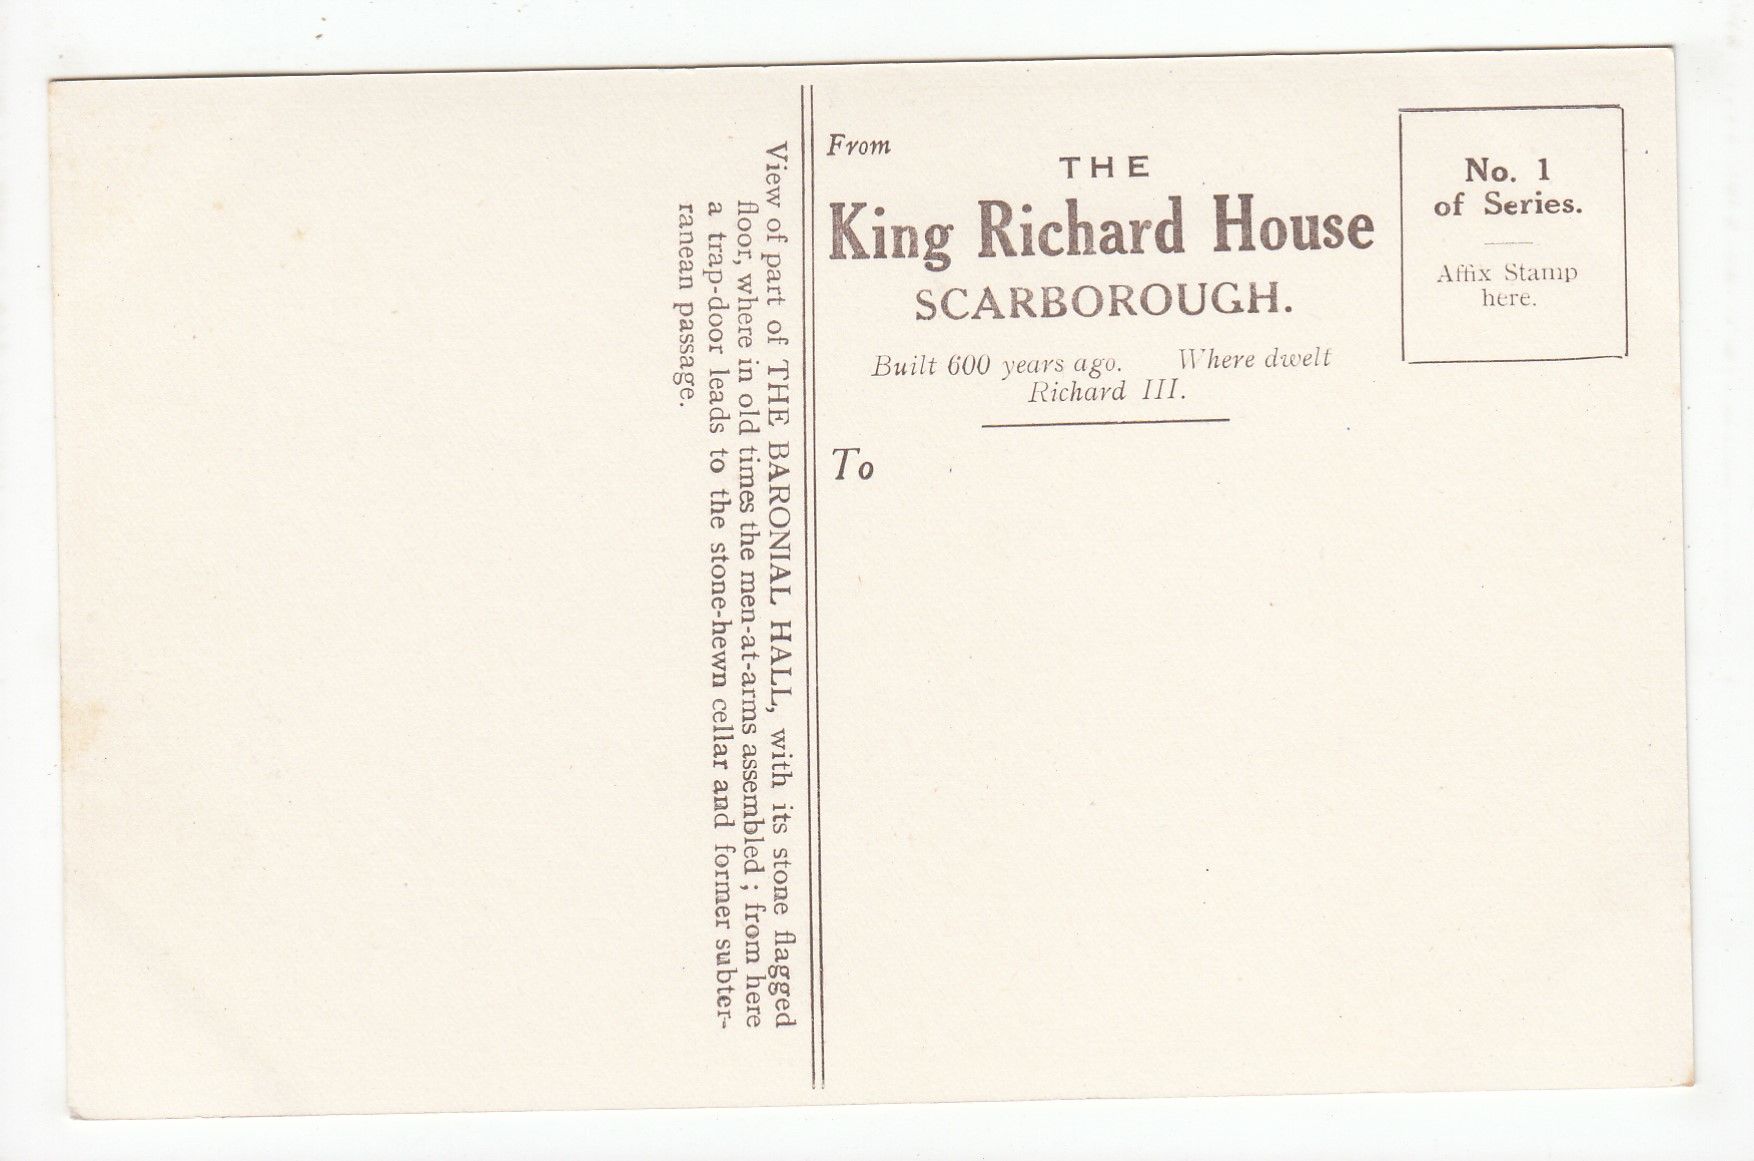 From
THE
King Richard House
SCARBOROUGH.
Built 600 years ago. Where dwelt
Richard III.
To
No. 1
of Series.
Affix Stamp
here.
View of part of THE BARONIAL HALL, with its stone flagged
floor, where in old times the men-at-arms assembled ; from here
a trap-door leads to the stone-hewn cellar and former subter-
ranean passage.